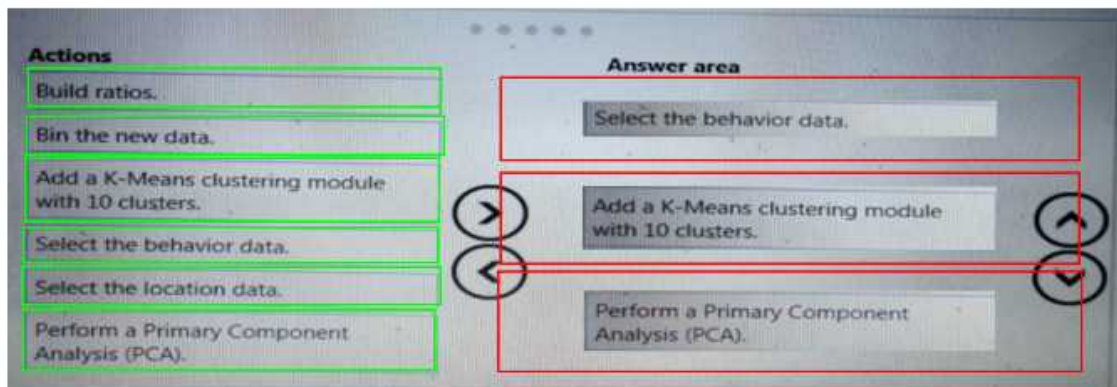 Actions
Build ratios.
Bin the new data.
Add a K-Means clustering module
with 10 clusters.
Select the behavior data.
Select the location data.
Perform a Primary Component
Analysis (PCA).
Answer area
Select the behavior data.
Add a K-Means clustering module
with 10 clusters.
Perform a Primary Component
Analysis (PCA).